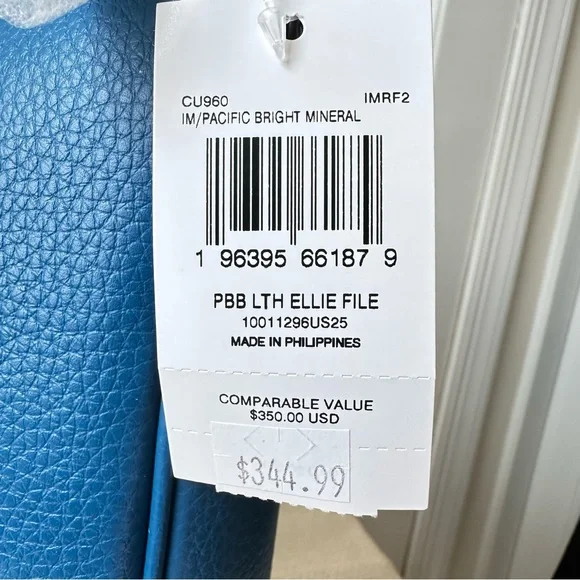 CU960 IMRF2
IM/PACIFIC BRIGHT MINERAL
1 96395 66187 9
PBB LTH ELLIE FILE
10011296US25
MADE IN PHILIPPINES
COMPARABLE VALUE
$350.00 USD
$344.99